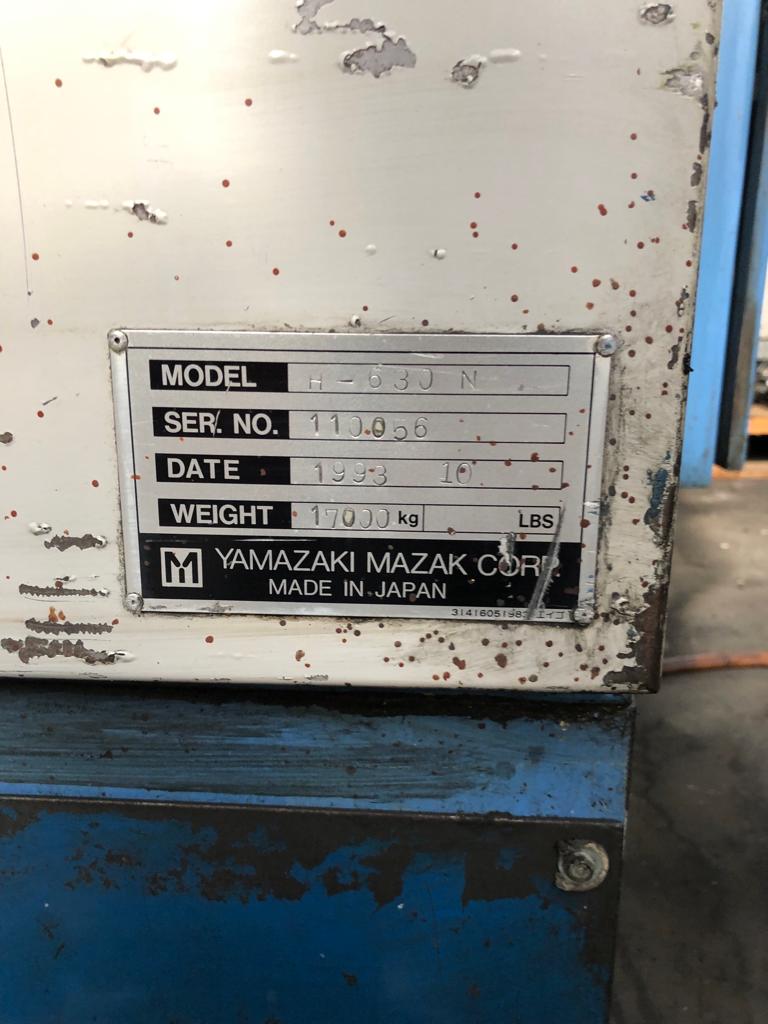 MODEL H-630 N
SER. NO. 110056
DATE 1993 10
WEIGHT 17000 kg LBS
YAMAZAKI MAZAK CORP.
MADE IN JAPAN